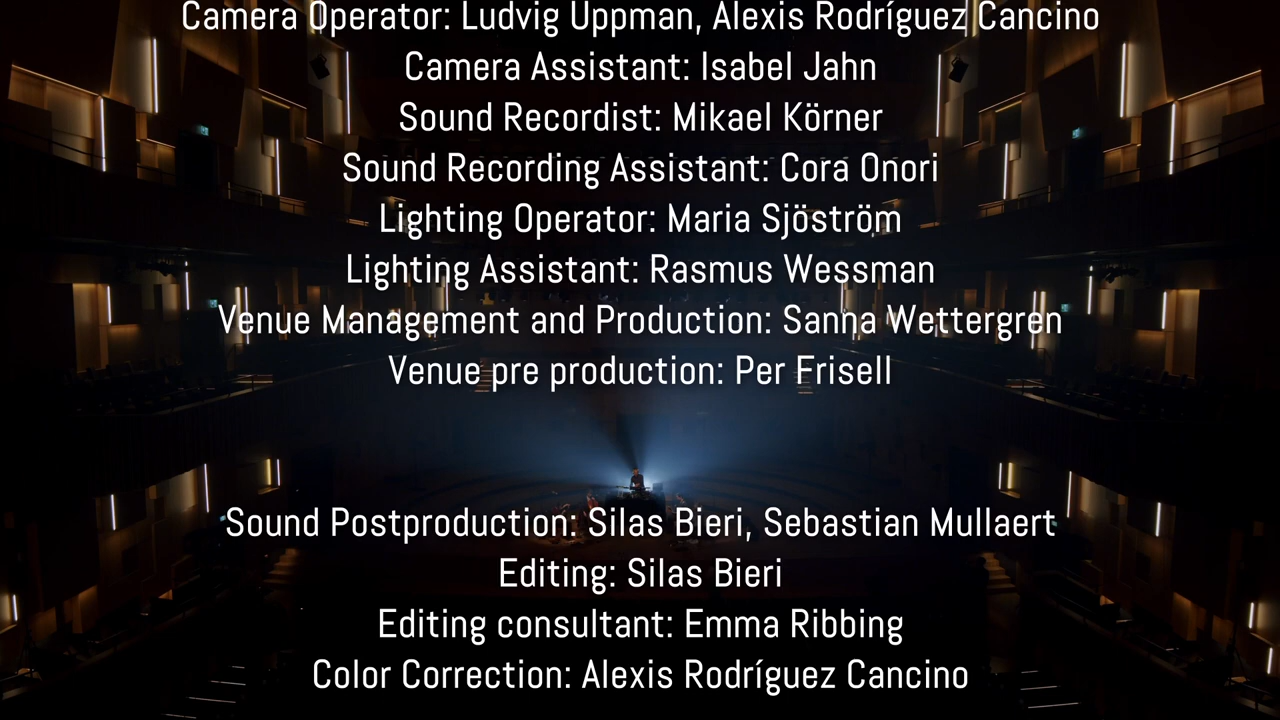 Camera Operator: Ludvig Uppman, Alexis Rodríguez Cancino
Camera Assistant: Isabel Jahn
Sound Recordist: Mikael Körner
Sound Recording Assistant: Cora Onori
Lighting Operator: Maria Sjöström
Lighting Assistant: Rasmus Wessman
Venue Management and Production: Sanna Wettergren
Venue pre production: Per Frisell
Sound Postproduction: Silas Bieri, Sebastian Mullaert
Editing: Silas Bieri
Editing consultant: Emma Ribbing
Color Correction: Alexis Rodríguez Cancino